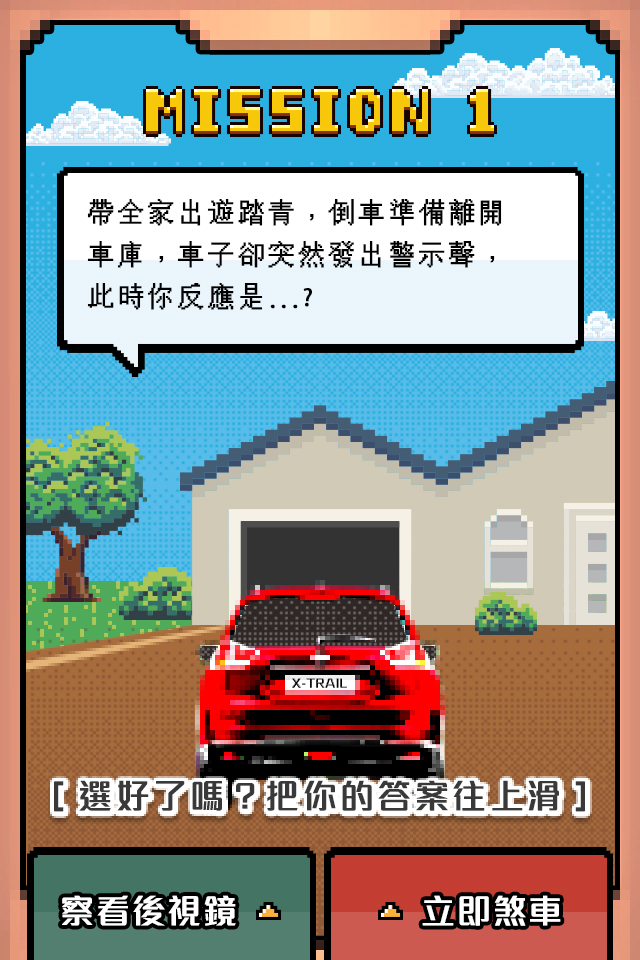 MISSION 1
帶全家出遊踏青，倒車準備離開
車庫，車子卻突然發出警示聲，
此時你反應是...?
X-TRAIL
[ 選好了嗎？把你的答案往上滑 ]
察看後視鏡
立即煞車